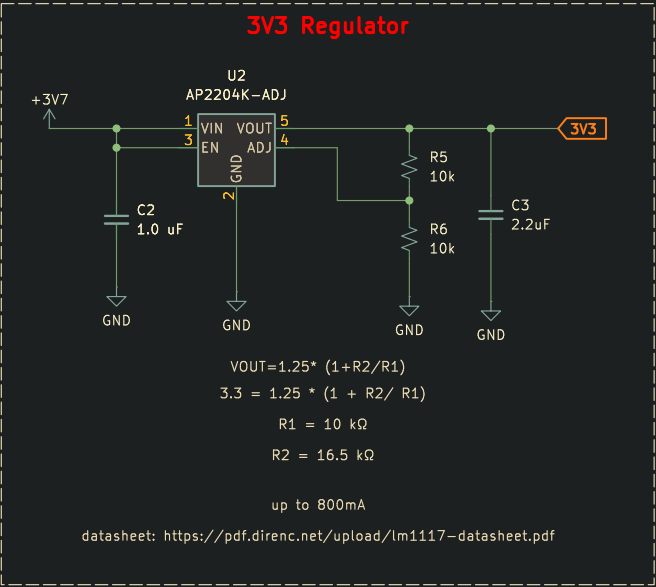 3V3 Regulator
U2
AP2204K-ADJ
+3V7
1 VIN VOUT 5
3 EN ADJ 4
GND
2
3V3
R5
10k
R6
10k
C2
1.0 uF
C3
2.2uF
GND
GND
GND
GND
VOUT=1.25* (1+R2/R1)
3.3 = 1.25 * (1 + R2/ R1)
R1 = 10 kΩ
R2 = 16.5 kΩ
up to 800mA
datasheet: https://pdf.direnc.net/upload/lm1117-datasheet.pdf